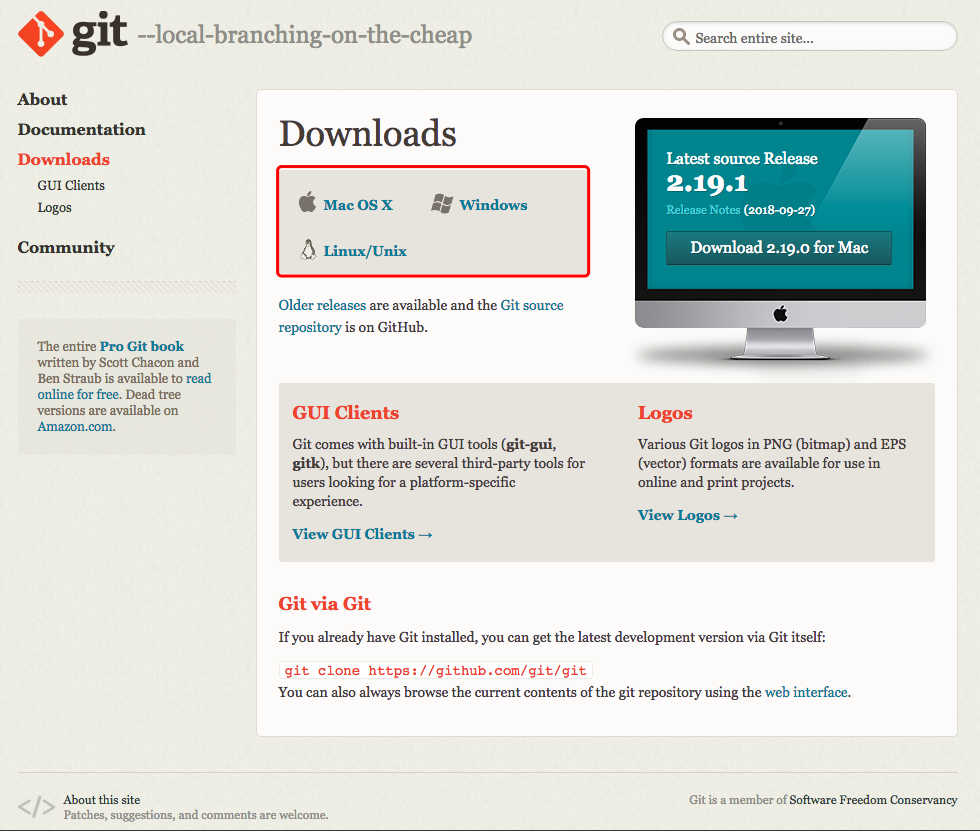 git --local-branching-on-the-cheap
Search entire site...
About
Documentation
Downloads
GUI Clients
Logos
Community
The entire Pro Git book
written by Scott Chacon and
Ben Straub is available to read
online for free. Dead tree
versions are available on
Amazon.com.
Downloads
Mac OS X
Windows
Linux/Unix
Older releases are available and the Git source
repository is on GitHub.
Latest source Release
2.19.1
Release Notes (2018-09-27)
Download 2.19.0 for Mac
GUI Clients
Git comes with built-in GUI tools (git-gui,
gitk), but there are several third-party tools for
users looking for a platform-specific
experience.
View GUI Clients →
Logos
Various Git logos in PNG (bitmap) and EPS
(vector) formats are available for use in
online and print projects.
View Logos →
Git via Git
If you already have Git installed, you can get the latest development version via Git itself:
git clone https://github.com/git/git
You can also always browse the current contents of the git repository using the web interface.
</> About this site
Patches, suggestions, and comments are welcome.
Git is a member of Software Freedom Conservancy